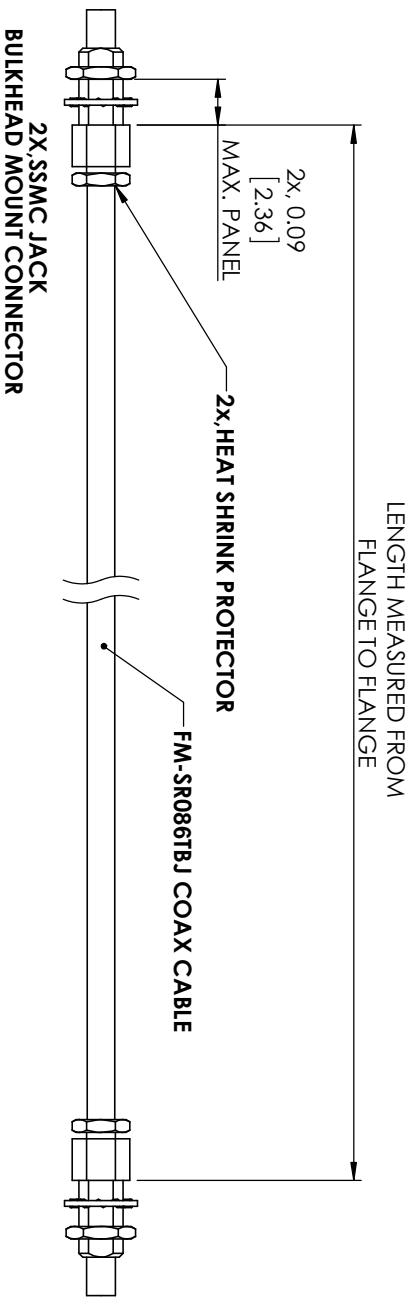 LENGTH MEASURED FROM
FLANGE TO FLANGE
2x, 0.09
[ 2.36 ]
MAX. PANEL
2x,HEAT SHRINK PROTECTOR
FM-SR086TBJ COAX CABLE
2X,SSMC JACK
BULKHEAD MOUNT CONNECTOR